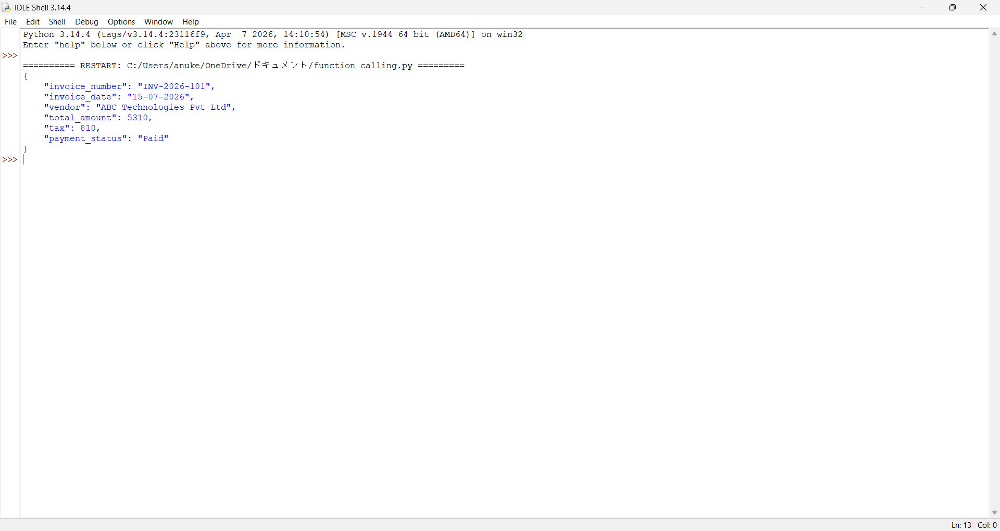 IDLE Shell 3.14.4
File Edit Shell Debug Options Window Help
Python 3.14.4 (tags/v3.14.4:23116f9, Apr  7 2026, 14:10:54) [MSC v.1944 64 bit (AMD64)] on win32
Enter "help" below or click "Help" above for more information.
>>>
========== RESTART: C:/Users/anuke/OneDrive/ドキュメント/function calling.py =========
{
    "invoice_number": "INV-2026-101",
    "invoice_date": "15-07-2026",
    "vendor": "ABC Technologies Pvt Ltd",
    "total_amount": 5310,
    "tax": 810,
    "payment_status": "Paid"
}
>>>
Ln: 13 Col: 0